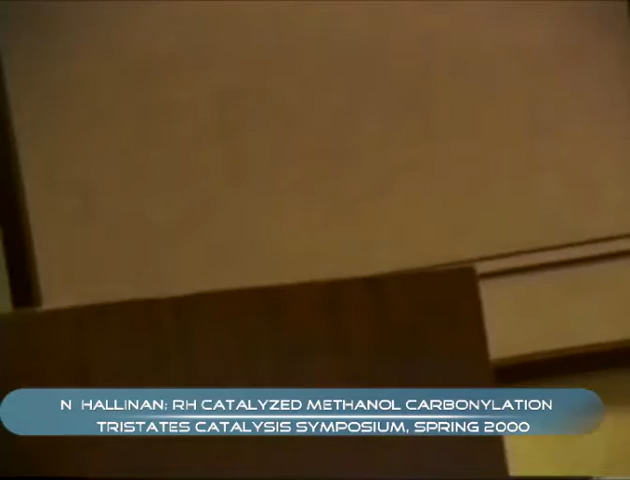 N HALLINAN: RH CATALYZED METHANOL CARBONYLATION
TRISTATES CATALYSIS SYMPOSIUM, SPRING 2000